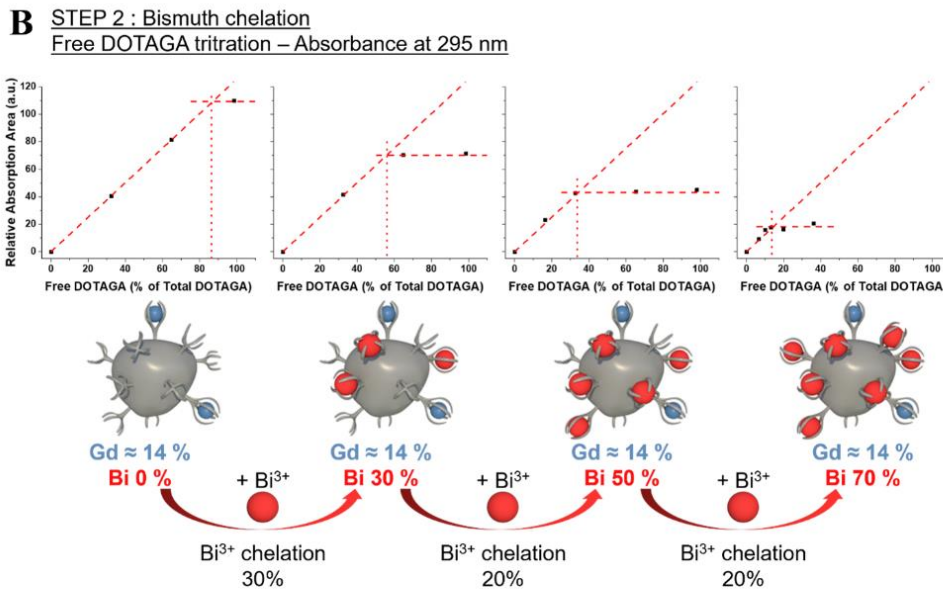 B STEP 2 : Bismuth chelation
Free DOTAGA tritration – Absorbance at 295 nm
Relative Absorption Area (a.u.)
120
100
80
60
40
20
0
0 20 40 60 80 100
0 20 40 60 80 100
0 20 40 60 80 100
0 20 40 60 80 100
Free DOTAGA (% of Total DOTAGA)
Free DOTAGA (% of Total DOTAGA)
Free DOTAGA (% of Total DOTAGA)
Free DOTAGA (% of Total DOTAGA
Gd ≈ 14 % Gd ≈ 14 % Gd ≈ 14 % Gd ≈ 14 %
Bi 0 % + Bi³⁺ Bi 30 % + Bi³⁺ Bi 50 % + Bi³⁺ Bi 70 %
Bi³⁺ chelation Bi³⁺ chelation Bi³⁺ chelation
30% 20% 20%